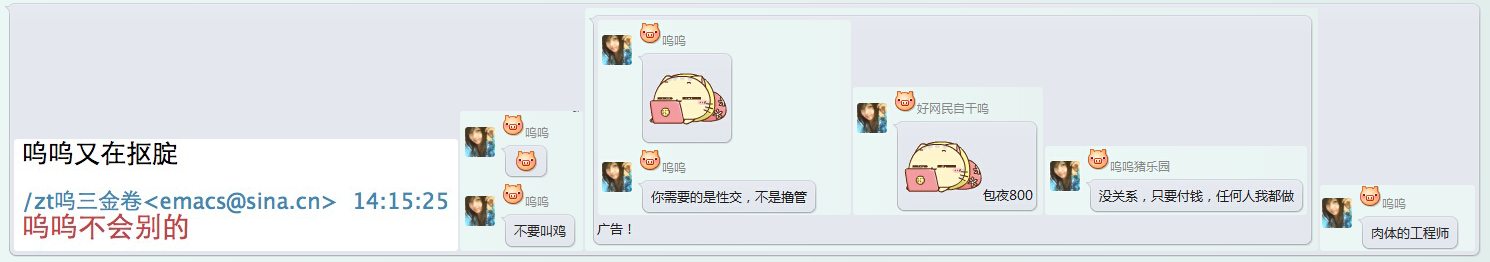 呜呜又在抠腚
/zt呜三金卷<emacs@sina.cn> 14:15:25
呜呜不会别的
呜呜
呜呜
不要叫鸡
呜呜
呜呜
你需要的是性交，不是撸管
好网民自干呜
包夜800
呜呜猪乐园
没关系，只要付钱，任何人我都做
广告！
呜呜
肉体的工程师